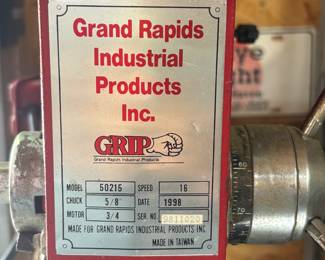 Grand Rapids
Industrial
Products
Inc.
GRIP
Grand Rapids Industrial Products
MODEL 50215 SPEED 16
CHUCK 5/8" DATE 1998
MOTOR 3/4 SER. NO. 9811020
MADE FOR GRAND RAPIDS INDUSTRIAL PRODUCTS INC
MADE IN TAIWAN